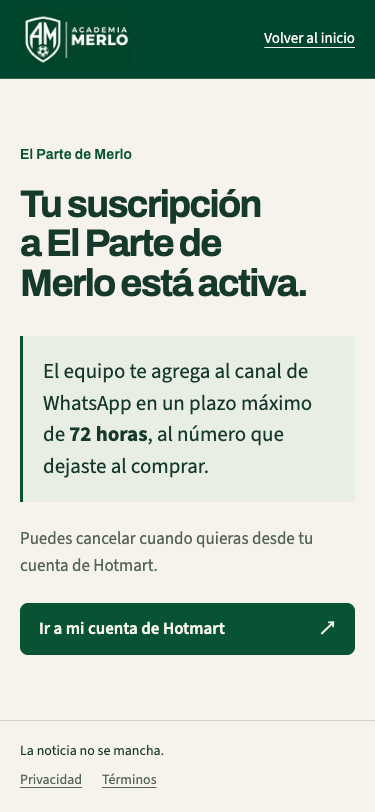 AM
ACADEMIA
MERLO
Volver al inicio
El Parte de Merlo
Tu suscripción
a El Parte de
Merlo está activa.
El equipo te agrega al canal de
WhatsApp en un plazo máximo
de 72 horas, al número que
dejaste al comprar.
Puedes cancelar cuando quieras desde tu
cuenta de Hotmart.
Ir a mi cuenta de Hotmart ↗
La noticia no se mancha.
Privacidad Términos